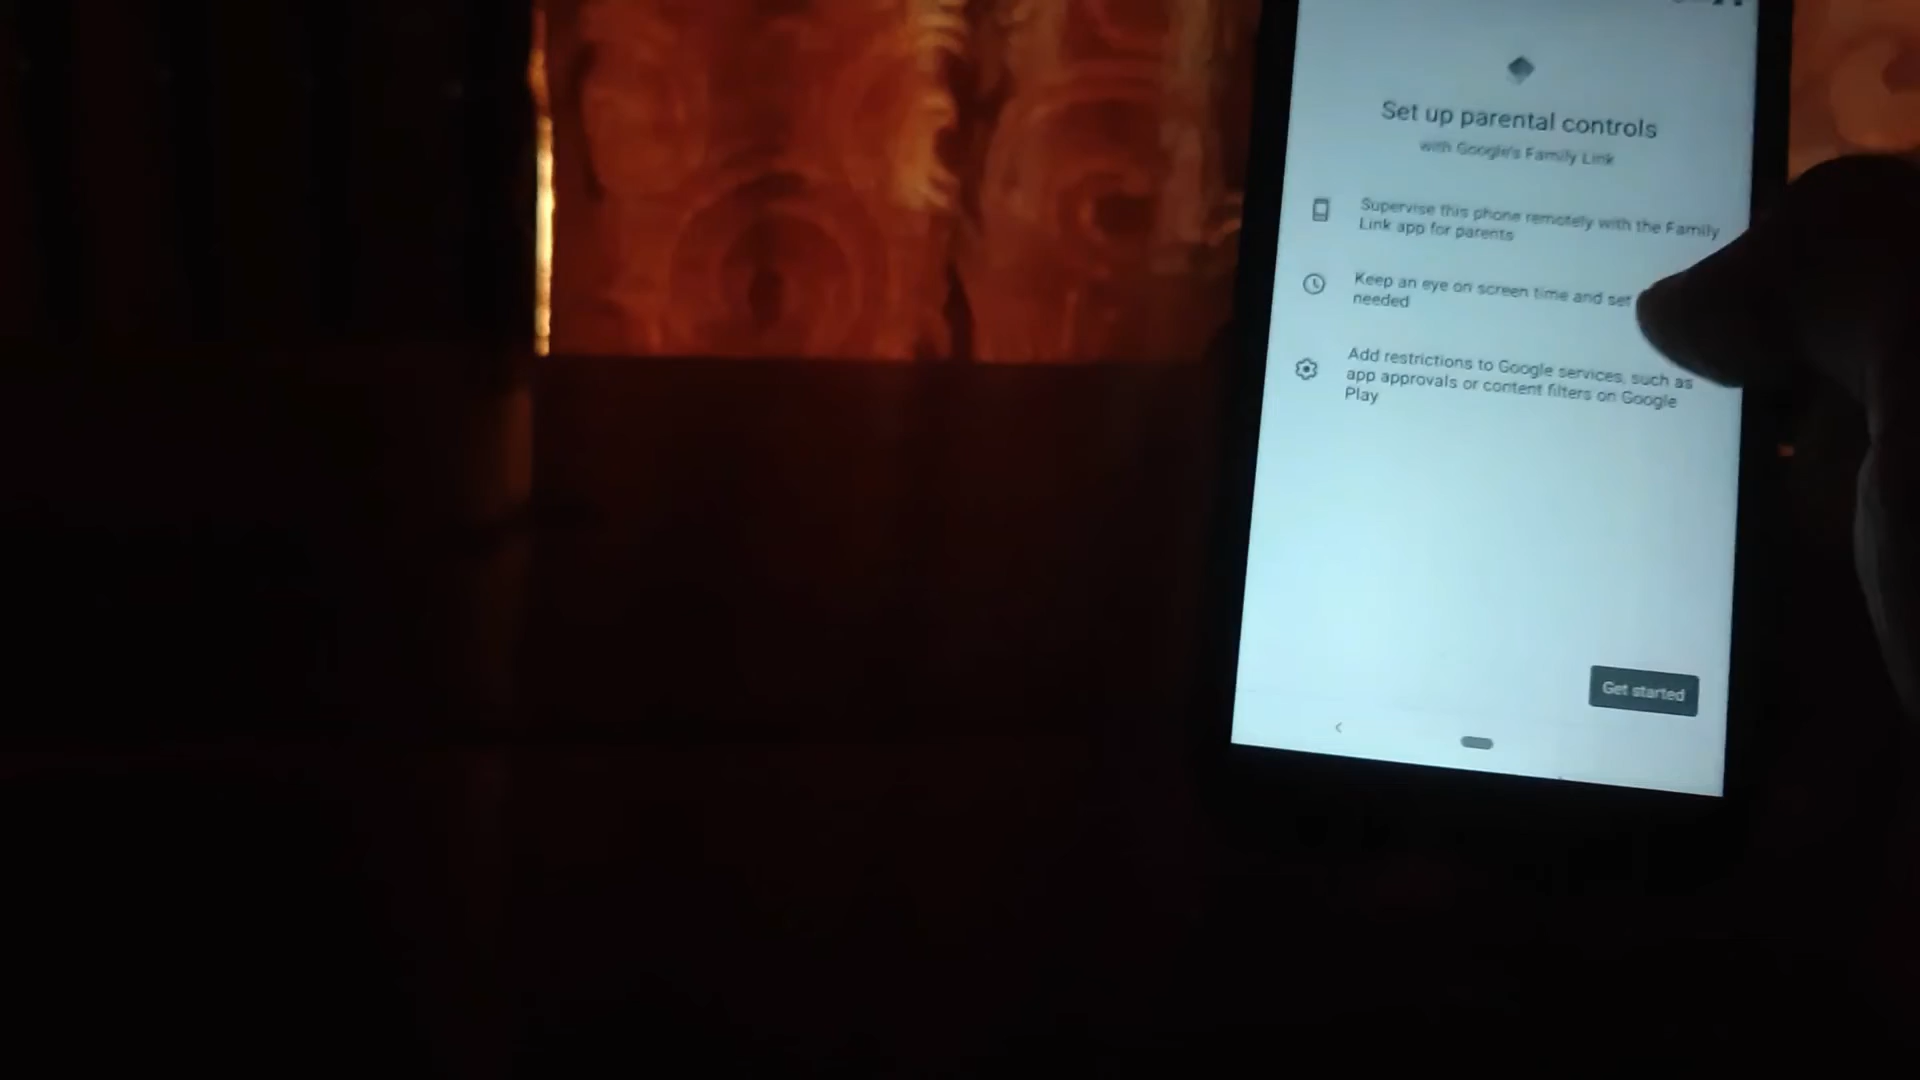 Set up parental controls
with Google's Family Link
Supervise this phone remotely with the Family
Link app for parents
Keep an eye on screen time and set
needed
Add restrictions to Google services, such as
app approvals or content filters on Google
Play
Get started